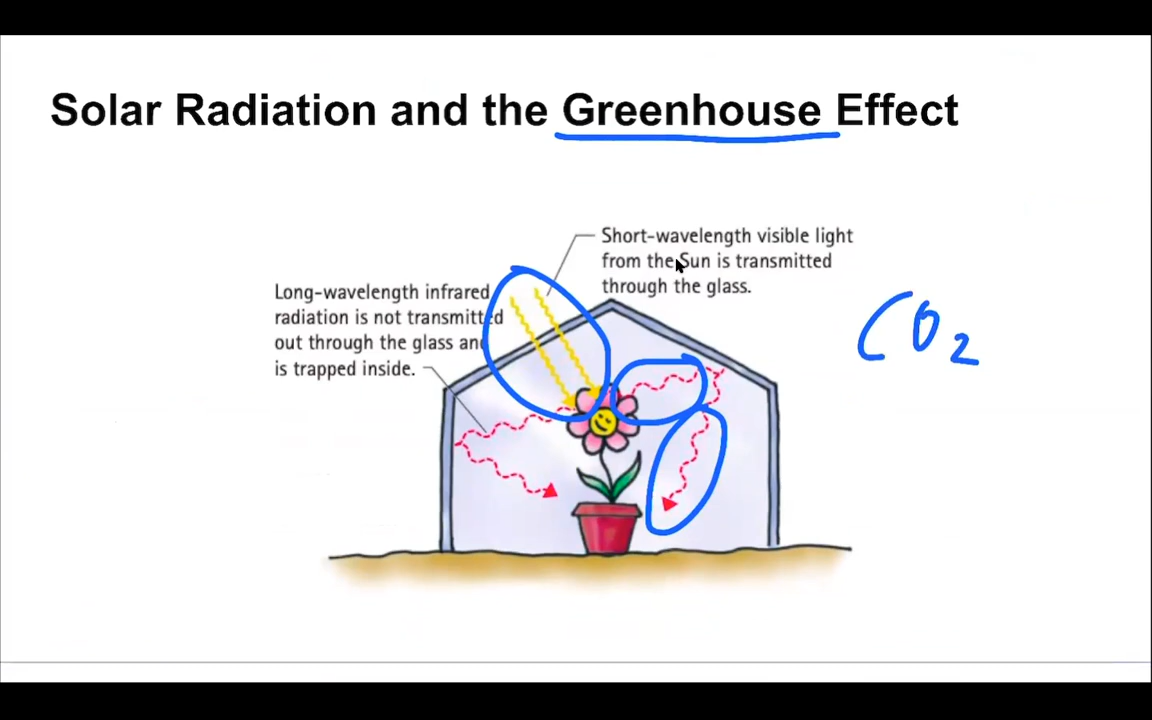 Solar Radiation and the Greenhouse Effect
Short-wavelength visible light
from the Sun is transmitted
through the glass.
Long-wavelength infrared
radiation is not transmitted
out through the glass and
is trapped inside.
CO2